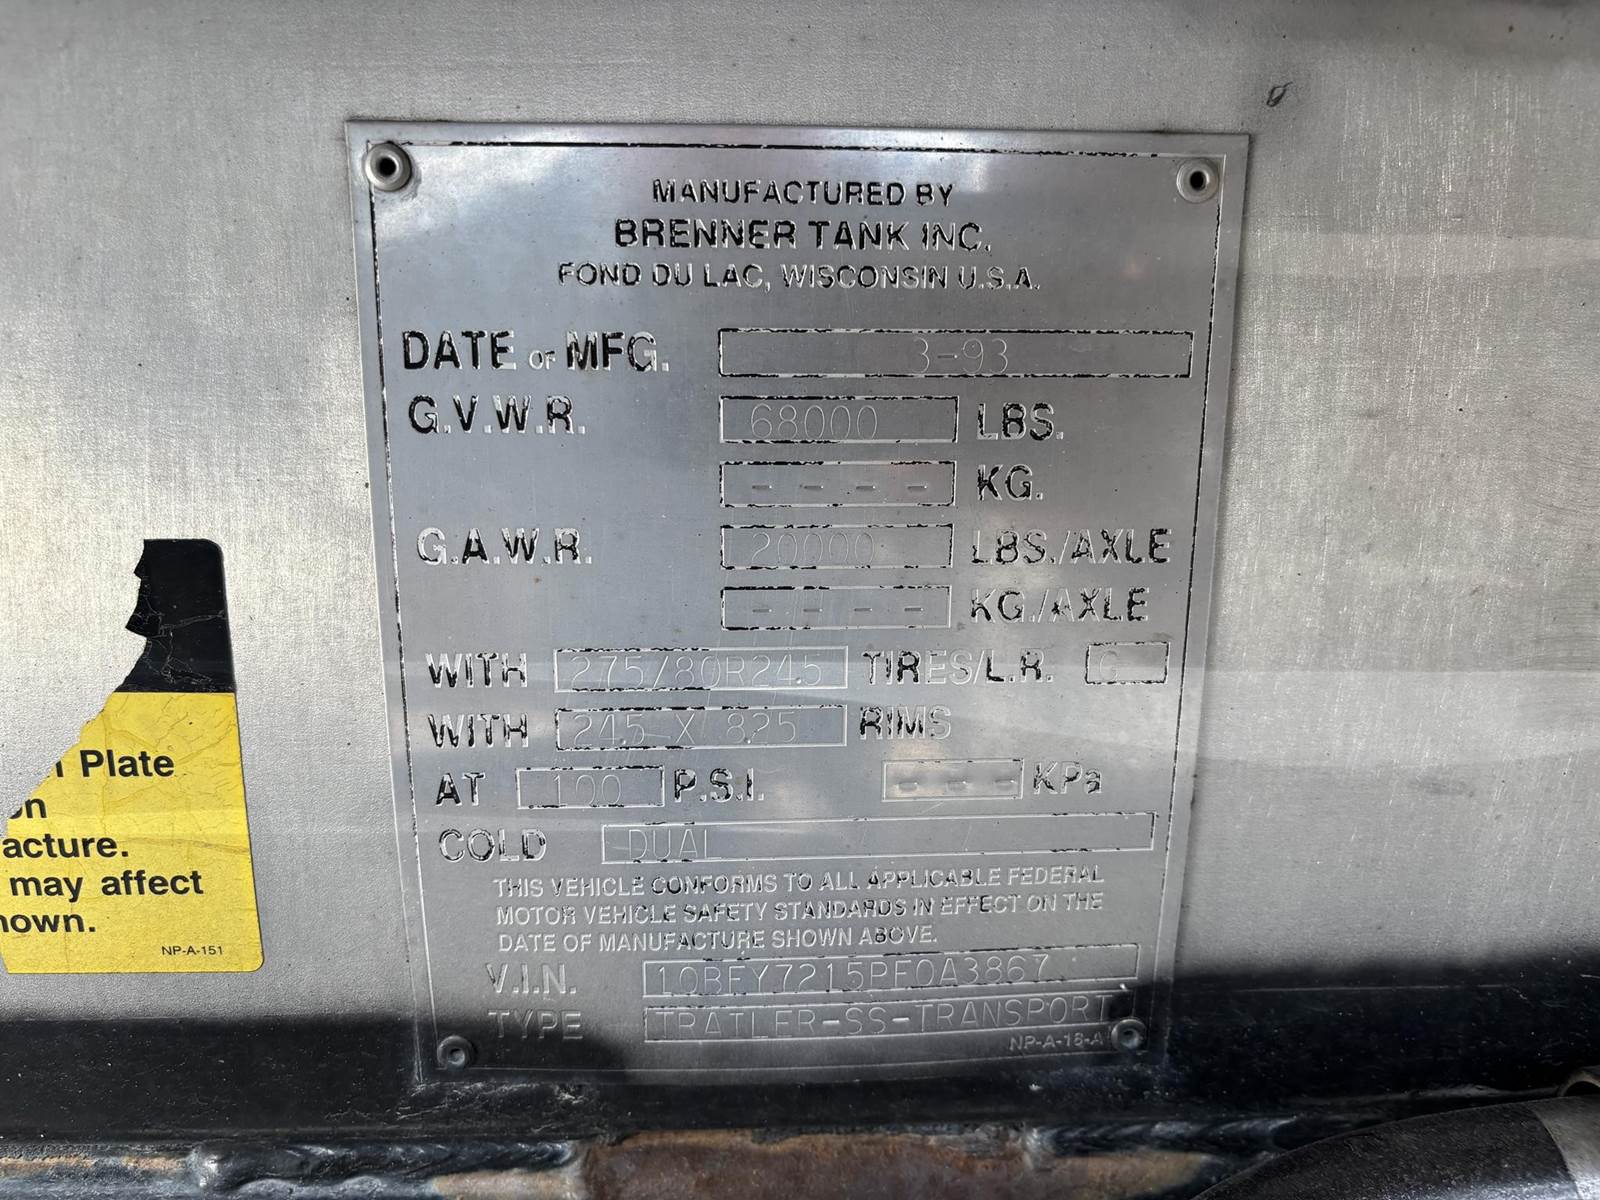 MANUFACTURED BY
BRENNER TANK INC.
FOND DU LAC, WISCONSIN U.S.A.
DATE OF MFG. 3-93
G.V.W.R. 68000 LBS.
- - - - KG.
G.A.W.R. 20000 LBS./AXLE
- - - - KG./AXLE
WITH 275/80R24.5 TIRES/L.R. G
WITH 24.5 X 8.25 RIMS
AT 100 P.S.I. - - - KPa
COLD DUAL
THIS VEHICLE CONFORMS TO ALL APPLICABLE FEDERAL
MOTOR VEHICLE SAFETY STANDARDS IN EFFECT ON THE
DATE OF MANUFACTURE SHOWN ABOVE.
V.I.N. 10BFY7215PF0A3867
TYPE TRAILER-SS-TRANSPORT
NP-A-18-A
Plate
on
acture.
may affect
hown.
NP-A-151